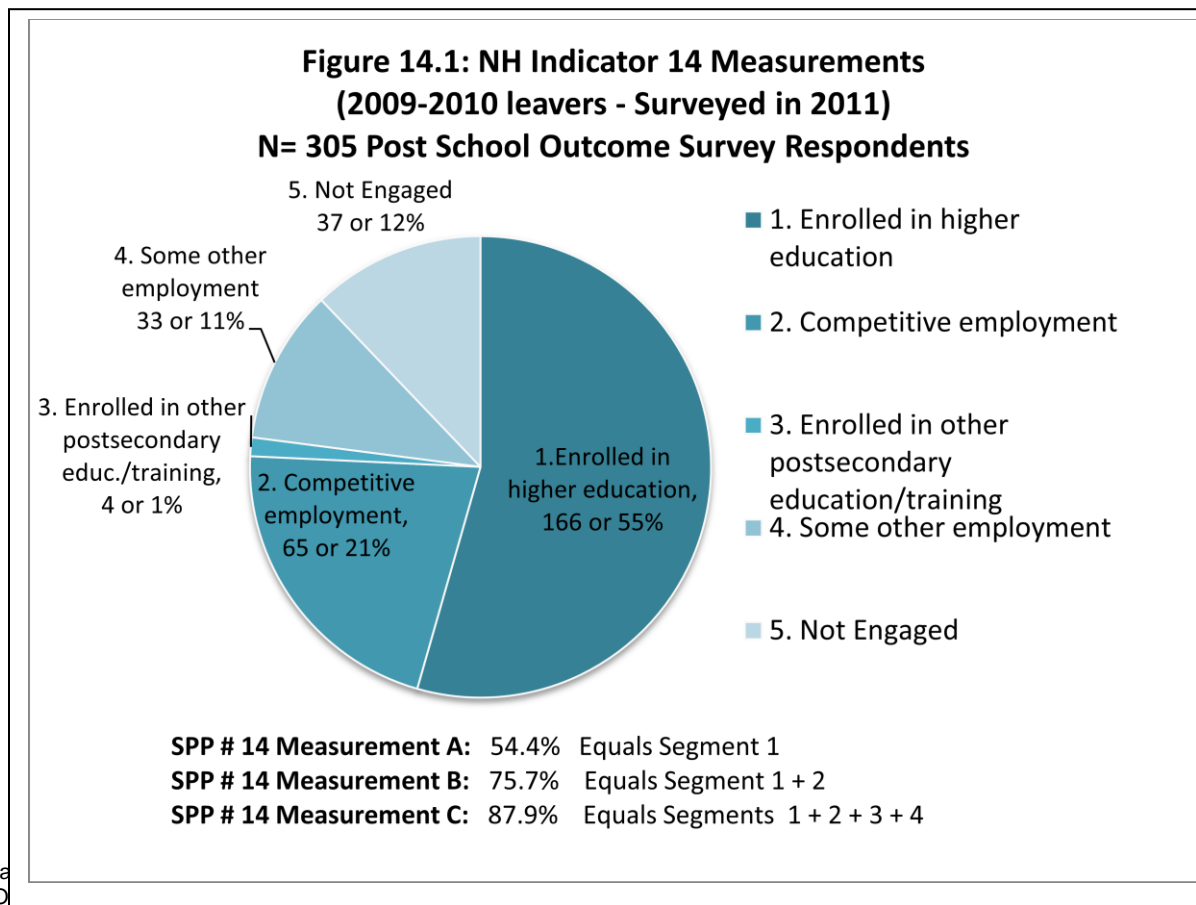 Figure 14.1: NH Indicator 14 Measurements
(2009-2010 leavers - Surveyed in 2011)
N= 305 Post School Outcome Survey Respondents
5. Not Engaged
37 or 12%
4. Some other
employment
33 or 11%
3. Enrolled in other
postsecondary
educ./training,
4 or 1%
2. Competitive
employment,
65 or 21%
1.Enrolled in
higher education,
166 or 55%
1. Enrolled in higher
education
2. Competitive employment
3. Enrolled in other
postsecondary
education/training
4. Some other employment
5. Not Engaged
SPP # 14 Measurement A: 54.4% Equals Segment 1
SPP # 14 Measurement B: 75.7% Equals Segment 1 + 2
SPP # 14 Measurement C: 87.9% Equals Segments 1 + 2 + 3 + 4